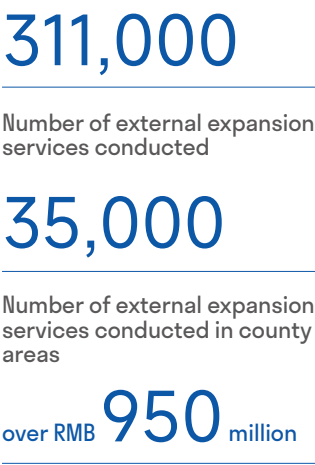 311,000
Number of external expansion
services conducted
35,000
Number of external expansion
services conducted in county
areas
over RMB 950 million